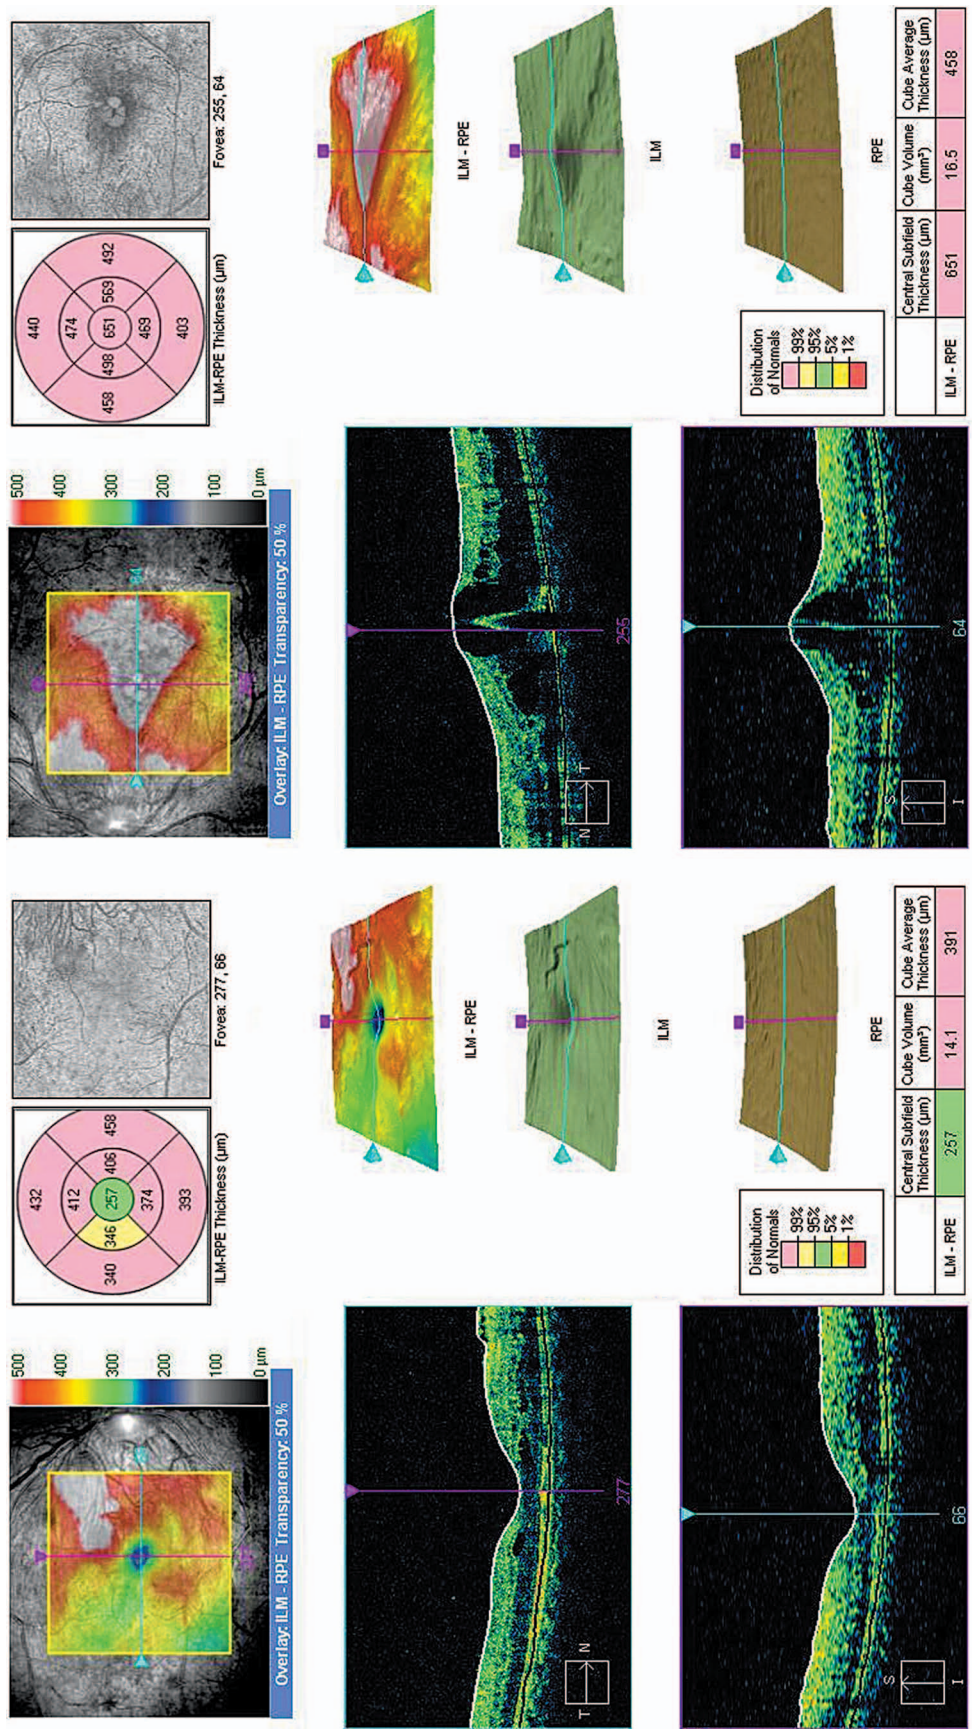 500
400
300
200
100
0 µm
Overlay: ILM - RPE Transparency: 50 %
432
412
340 346 257 406 458
374
393
ILM-RPE Thickness (µm)
Fovea: 277, 66
T N
277
ILM - RPE
ILM
S
I
66
Distribution
of Normals
99%
95%
5%
1%
RPE
Central Subfield Thickness (µm) Cube Volume (mm³) Cube Average Thickness (µm)
ILM - RPE 257 14.1 391
500
400
300
200
100
0 µm
64
Overlay: ILM - RPE Transparency: 50 %
440
474
458 498 651 569 492
469
403
ILM-RPE Thickness (µm)
Fovea: 255, 64
N T
255
ILM - RPE
ILM
S
I
64
Distribution
of Normals
99%
95%
5%
1%
RPE
Central Subfield Thickness (µm) Cube Volume (mm³) Cube Average Thickness (µm)
ILM - RPE 651 16.5 458